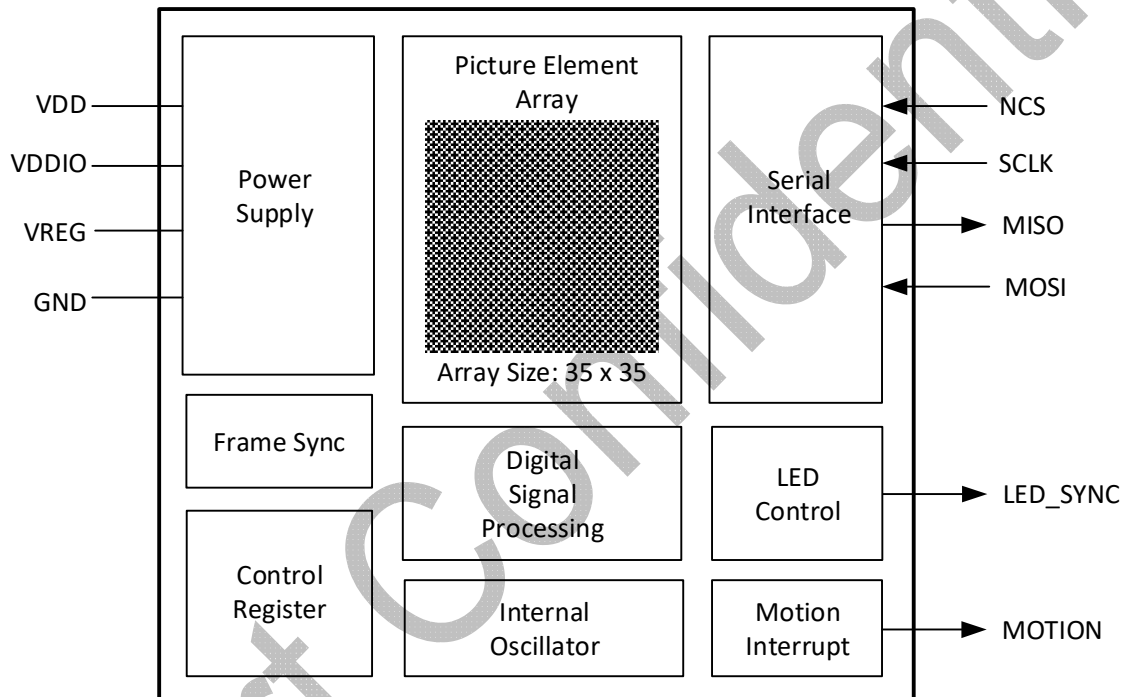 VDD
VDDIO
VREG
GND
Power
Supply
Picture Element
Array
Array Size: 35 x 35
Serial
Interface
NCS
SCLK
MISO
MOSI
Frame Sync
Digital
Signal
Processing
LED
Control
LED_SYNC
Control
Register
Internal
Oscillator
Motion
Interrupt
MOTION